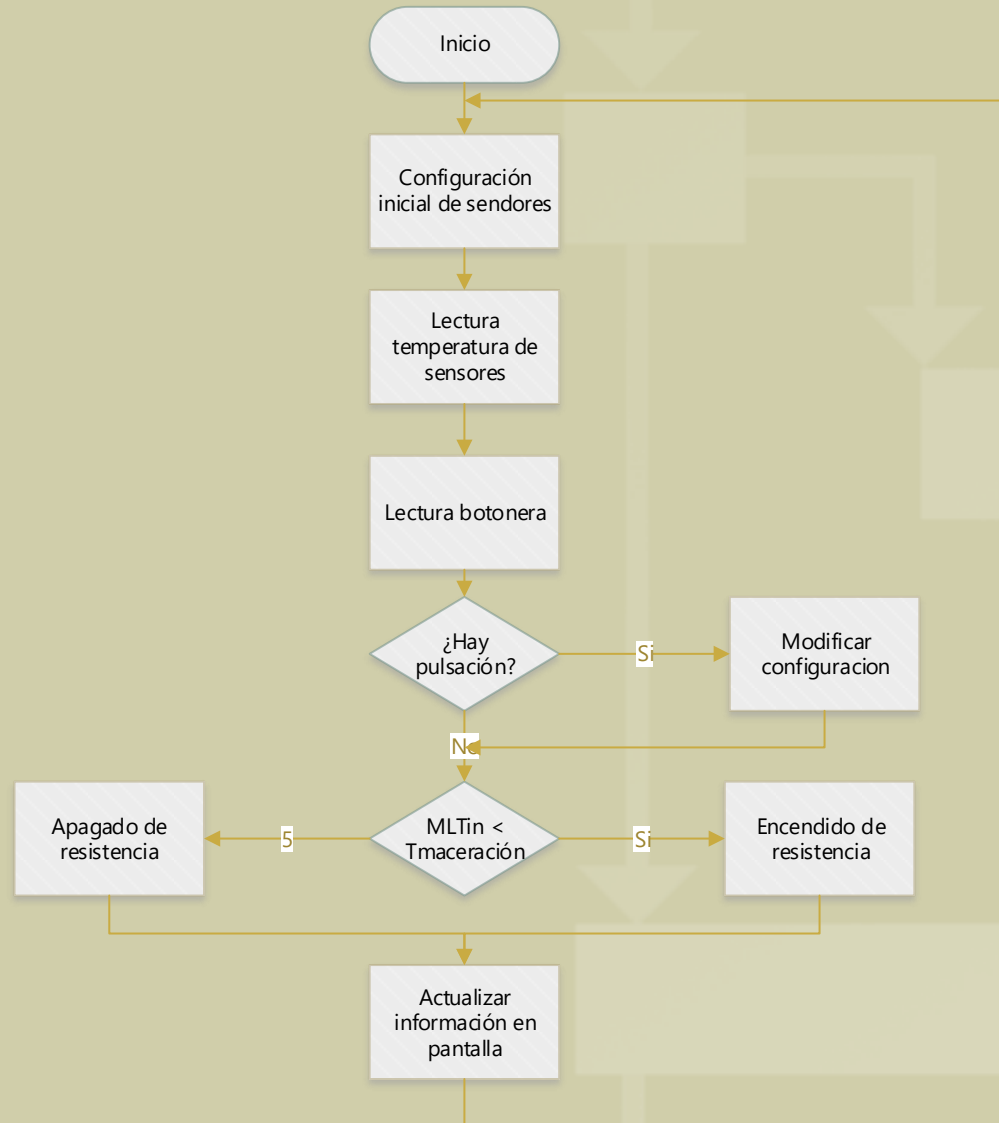 Inicio
Configuración
inicial de sendores
Lectura
temperatura de
sensores
Lectura botonera
¿Hay
pulsación?
Si
Modificar
configuracion
No
Apagado de
resistencia
5
MLTin <
Tmaceración
Si
Encendido de
resistencia
Actualizar
información en
pantalla